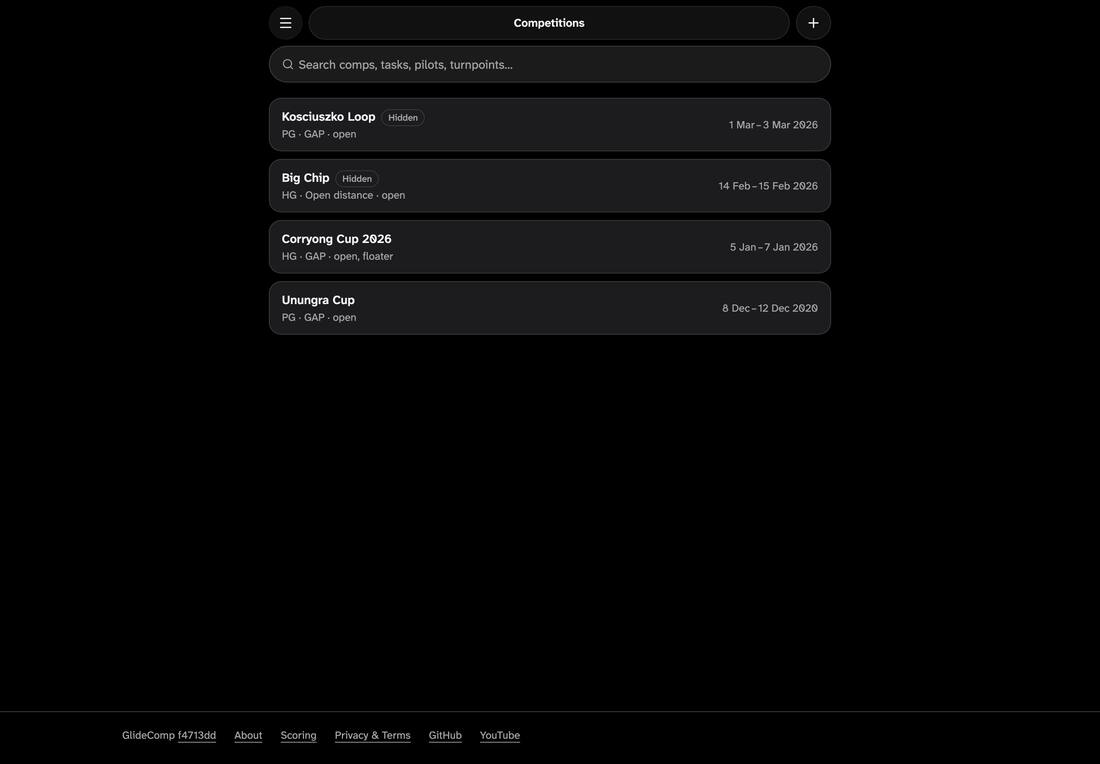 Competitions
Search comps, tasks, pilots, turnpoints...
Kosciuszko Loop Hidden
PG · GAP · open
1 Mar – 3 Mar 2026
Big Chip Hidden
HG · Open distance · open
14 Feb – 15 Feb 2026
Corryong Cup 2026
HG · GAP · open, floater
5 Jan – 7 Jan 2026
Unungra Cup
PG · GAP · open
8 Dec – 12 Dec 2020
GlideComp f4713dd About Scoring Privacy & Terms GitHub YouTube